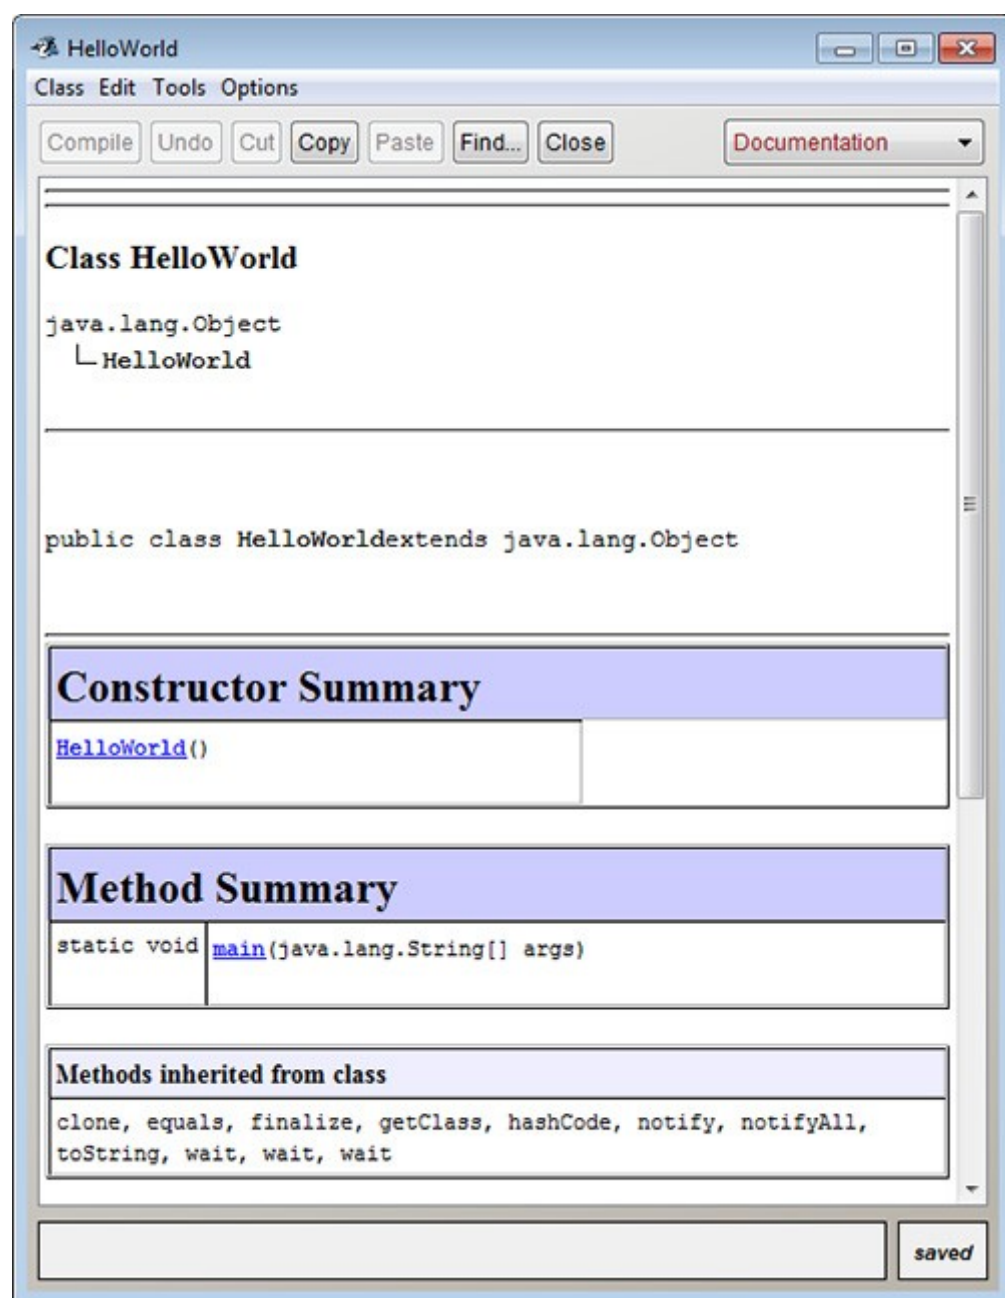 HelloWorld
Class Edit Tools Options
Compile Undo Cut Copy Paste Find... Close Documentation
Class HelloWorld
java.lang.Object
HelloWorld
public class HelloWorldextends java.lang.Object
Constructor Summary
HelloWorld()
Method Summary
static void main(java.lang.String[] args)
Methods inherited from class
clone, equals, finalize, getClass, hashCode, notify, notifyAll,
toString, wait, wait, wait
saved